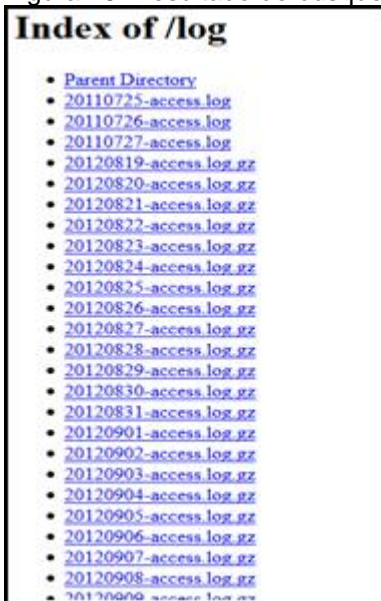 Index of /log
Parent Directory
20110725-access.log
20110726-access.log
20110727-access.log
20120819-access.log.gz
20120820-access.log.gz
20120821-access.log.gz
20120822-access.log.gz
20120823-access.log.gz
20120824-access.log.gz
20120825-access.log.gz
20120826-access.log.gz
20120827-access.log.gz
20120828-access.log.gz
20120829-access.log.gz
20120830-access.log.gz
20120831-access.log.gz
20120901-access.log.gz
20120902-access.log.gz
20120903-access.log.gz
20120904-access.log.gz
20120905-access.log.gz
20120906-access.log.gz
20120907-access.log.gz
20120908-access.log.gz
20120909-access.log.gz